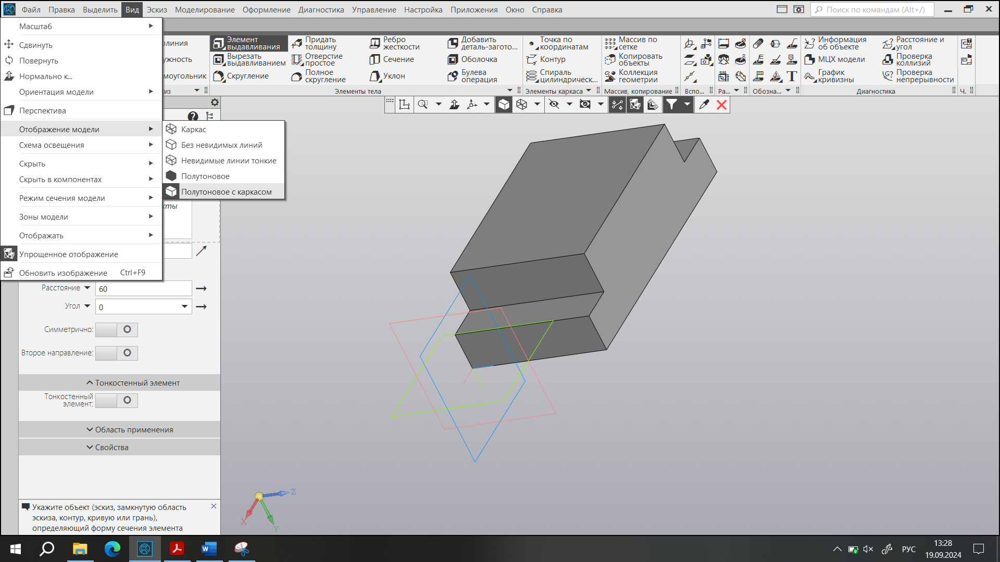 Файл Правка Выделить Вид Эскиз Моделирование Оформление Диагностика Управление Настройка Приложения Окно Справка
Поиск по командам (Alt+/)
Масштаб
Сдвинуть
Повернуть
Нормально к...
Ориентация модели
Перспектива
Отображение модели
Схема освещения
Скрыть
Скрыть в компонентах
Режим сечения модели
Зоны модели
Отображать
Упрощенное отображение
Обновить изображение Ctrl+F9
Каркас
Без невидимых линий
Невидимые линии тонкие
Полутоновое
Полутоновое с каркасом
Элемент
выдавливания
Вырезать
выдавливанием
Скругление
Придать
толщину
Отверстие
простое
Полное
скругление
Ребро
жесткости
Сечение
Уклон
Добавить
деталь-загото...
Оболочка
Булева
операция
Элементы тела
Точка по
координатам
Контур
Спираль
цилиндрическ...
Элементы каркаса
Массив по
сетке
Копировать
объекты
Коллекция
геометрии
Массив, копирование
Вспо...
Ра...
Обозна...
Информация
об объекте
МЦХ модели
График
кривизны
Расстояние и
угол
Проверка
коллизий
Проверка
непрерывности
Диагностика
Ч.
Расстояние 60
Угол 0
Симметрично:
Второе направление:
Тонкостенный элемент
Тонкостенный
элемент:
Область применения
Свойства
Укажите объект (эскиз, замкнутую область
эскиза, контур, кривую или грань),
определяющий форму сечения элемента
Z
X
Y
РУС
13:28
19.09.2024